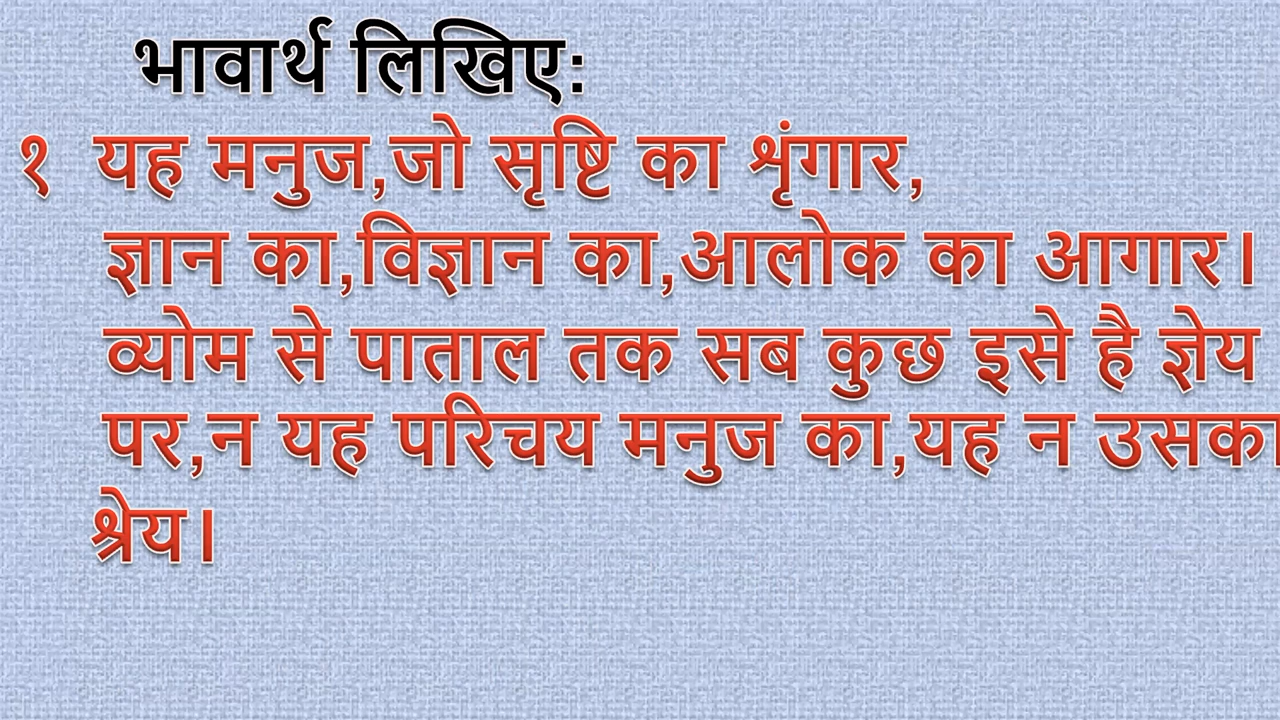 भावार्थ लिखिए:
१ यह मनुज,जो सृष्टि का श्रृंगार,
ज्ञान का,विज्ञान का,आलोक का आगार।
व्योम से पाताल तक सब कुछ इसे है ज्ञेय
पर,न यह परिचय मनुज का,यह न उसका
श्रेय।